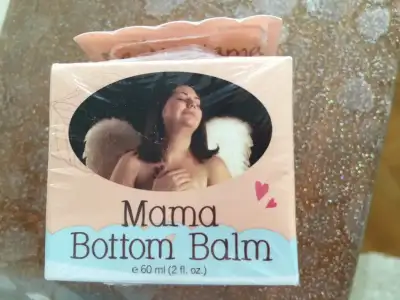 Mama
Bottom Balm
e 60 ml (2 fl. oz.)